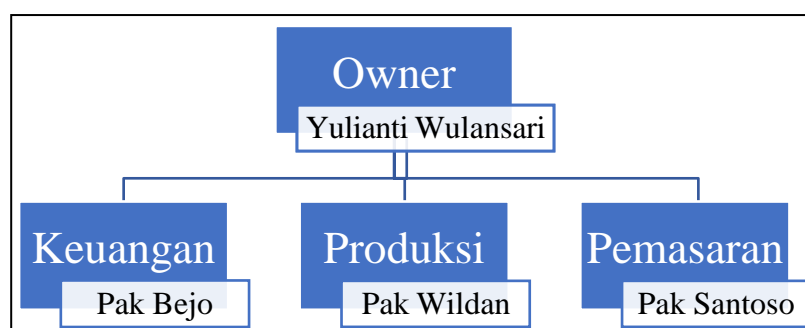 Owner
Yulianti Wulansari
Keuangan
Pak Bejo
Produksi
Pak Wildan
Pemasaran
Pak Santoso